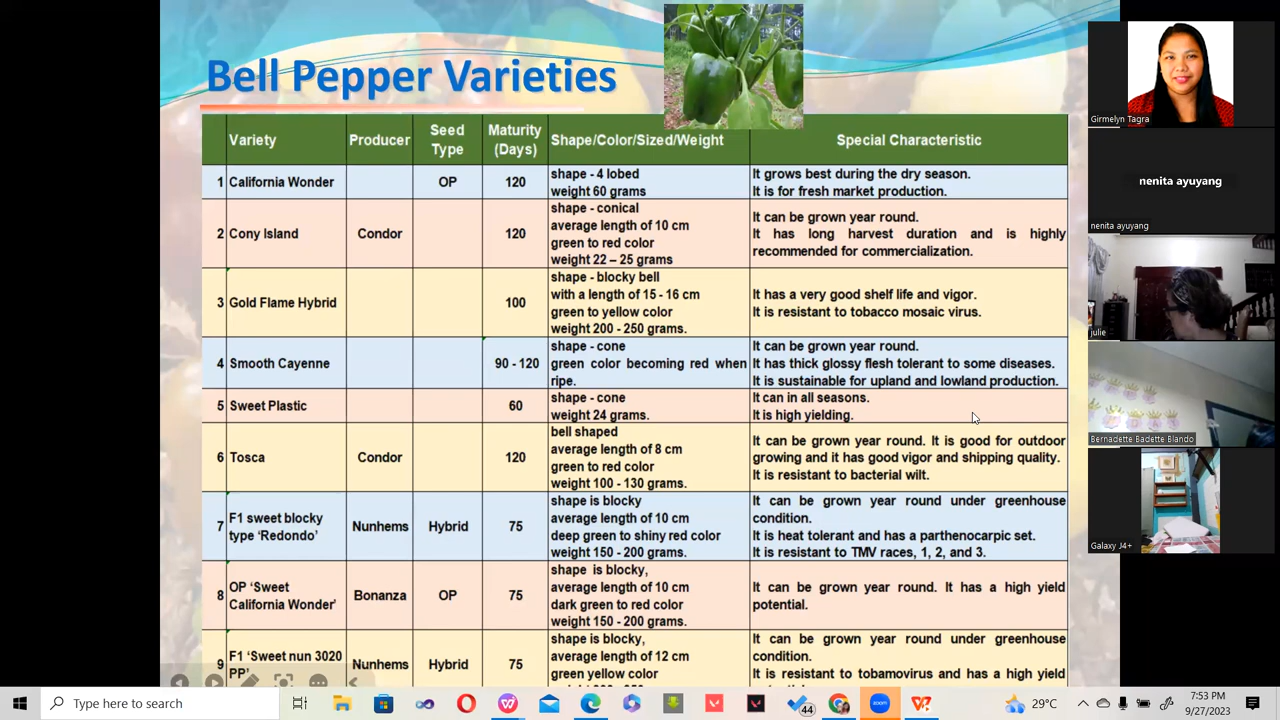 Bell Pepper Varieties
Variety Producer Seed Type Maturity (Days) Shape/Color/Sized/Weight Special Characteristic
1 California Wonder OP 120
shape - 4 lobed
weight 60 grams
It grows best during the dry season.
It is for fresh market production.
2 Cony Island Condor 120
shape - conical
average length of 10 cm
green to red color
weight 22 – 25 grams
It can be grown year round.
It has long harvest duration and is highly
recommended for commercialization.
3 Gold Flame Hybrid 100
shape - blocky bell
with a length of 15 - 16 cm
green to yellow color
weight 200 - 250 grams.
It has a very good shelf life and vigor.
It is resistant to tobacco mosaic virus.
4 Smooth Cayenne 90 - 120
shape - cone
green color becoming red when
ripe.
It can be grown year round.
It has thick glossy flesh tolerant to some diseases.
It is sustainable for upland and lowland production.
5 Sweet Plastic 60
shape - cone
weight 24 grams.
It can in all seasons.
It is high yielding.
6 Tosca Condor 120
bell shaped
average length of 8 cm
green to red color
weight 100 - 130 grams.
It can be grown year round. It is good for outdoor
growing and it has good vigor and shipping quality.
It is resistant to bacterial wilt.
7 F1 sweet blocky
type ‘Redondo’ Nunhems Hybrid 75
shape is blocky
average length of 10 cm
deep green to shiny red color
weight 150 - 200 grams.
It can be grown year round under greenhouse
condition.
It is heat tolerant and has a parthenocarpic set.
It is resistant to TMV races, 1, 2, and 3.
8 OP ‘Sweet
California Wonder’ Bonanza OP 75
shape is blocky,
average length of 10 cm
dark green to red color
weight 150 - 200 grams.
It can be grown year round. It has a high yield
potential.
9 F1 ‘Sweet nun 3020
PP’ Nunhems Hybrid 75
shape is blocky,
average length of 12 cm
green yellow color
It can be grown year round under greenhouse
condition.
It is resistant to tobamovirus and has a high yield
Girmelyn Tagra
nenita ayuyang
nenita ayuyang
julie
Bernadette Badette Blando
Galaxy J4+
Type here to search
44
zoom
29°C
7:53 PM
9/27/2023